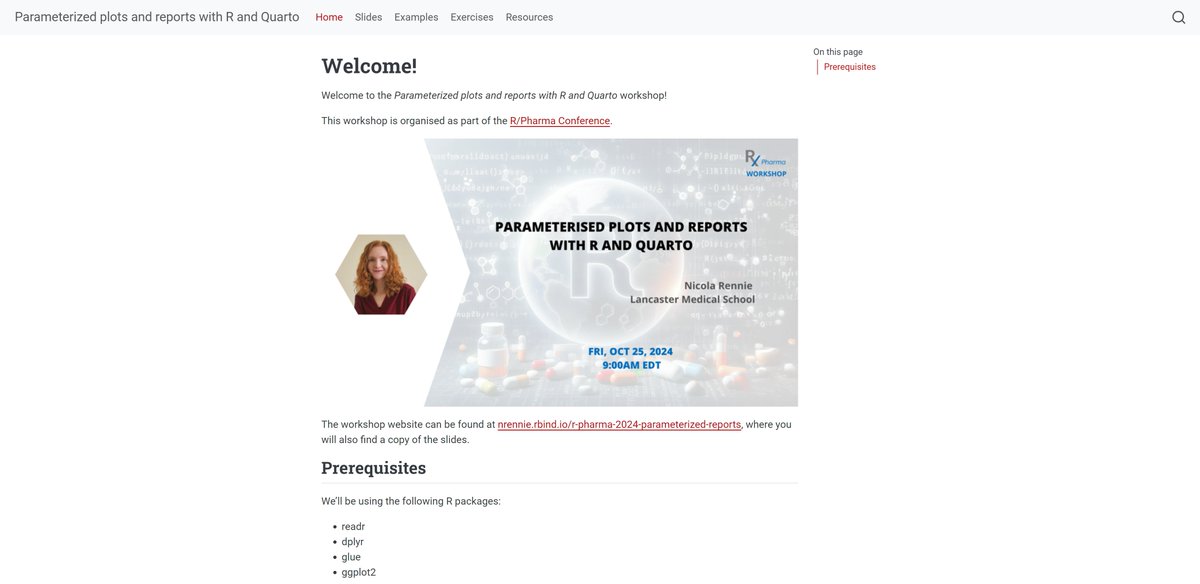 Parameterized plots and reports with R and Quarto Home Slides Examples Exercises Resources
On this page
Prerequisites
Welcome!
Welcome to the Parameterized plots and reports with R and Quarto workshop!
This workshop is organised as part of the R/Pharma Conference.
Rx Pharma
WORKSHOP
PARAMETERISED PLOTS AND REPORTS
WITH R AND QUARTO
R
Nicola Rennie
Lancaster Medical School
FRI, OCT 25, 2024
9:00AM EDT
The workshop website can be found at nrennie.rbind.io/r-pharma-2024-parameterized-reports, where you
will also find a copy of the slides.
Prerequisites
We'll be using the following R packages:
• readr
• dplyr
• glue
• ggplot2